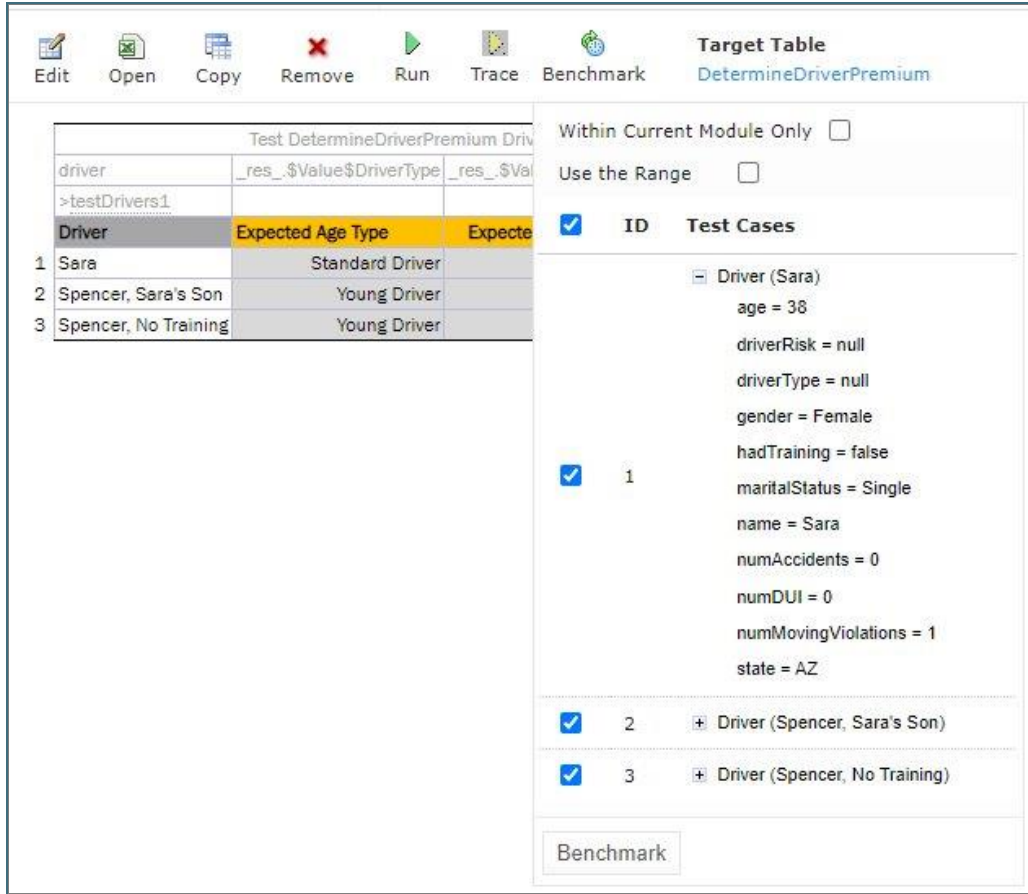 Edit Open Copy Remove Run Trace Benchmark
Target Table
DetermineDriverPremium
Test DetermineDriverPremium Driv
driver _res_.$Value$DriverType _res_.$Val
>testDrivers1
Driver Expected Age Type Expecte
1 Sara Standard Driver
2 Spencer, Sara's Son Young Driver
3 Spencer, No Training Young Driver
Within Current Module Only
Use the Range
ID Test Cases
Driver (Sara)
age = 38
driverRisk = null
driverType = null
gender = Female
hadTraining = false
1
maritalStatus = Single
name = Sara
numAccidents = 0
numDUI = 0
numMovingViolations = 1
state = AZ
2 Driver (Spencer, Sara's Son)
3 Driver (Spencer, No Training)
Benchmark